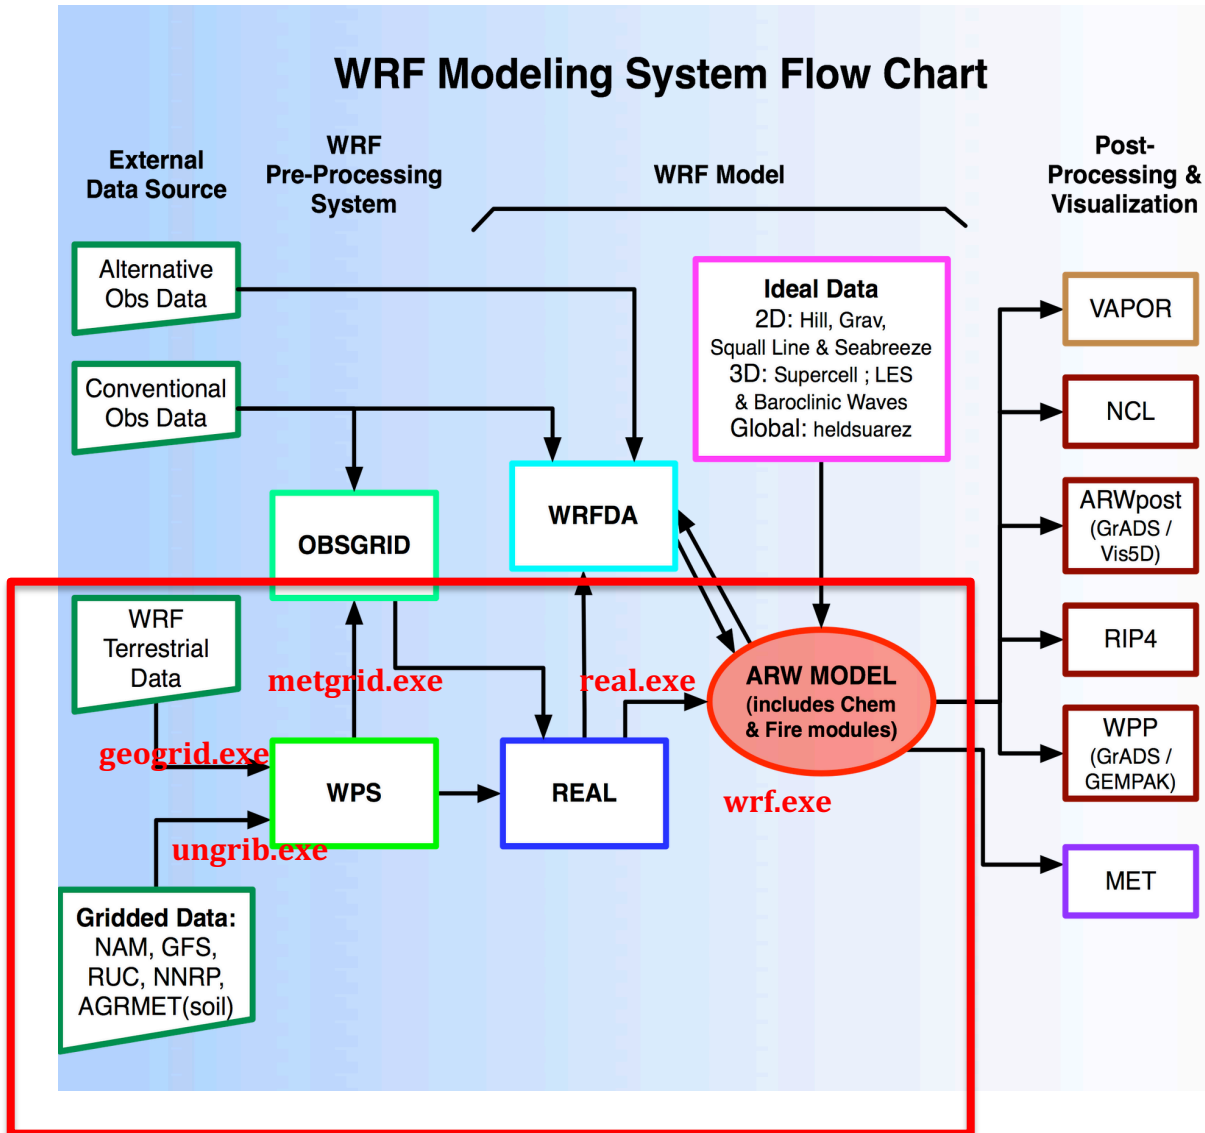 WRF Modeling System Flow Chart
External
Data Source
WRF
Pre-Processing
System
WRF Model
Post-
Processing &
Visualization
Alternative
Obs Data
Conventional
Obs Data
Ideal Data
2D: Hill, Grav,
Squall Line & Seabreeze
3D: Supercell ; LES
& Baroclinic Waves
Global: heldsuarez
VAPOR
NCL
OBSGRID
WRFDA
ARWpost
(GrADS /
Vis5D)
WRF
Terrestrial
Data
metgrid.exe
real.exe
ARW MODEL
(includes Chem
& Fire modules)
RIP4
geogrid.exe
WPS
REAL
wrf.exe
WPP
(GrADS /
GEMPAK)
ungrib.exe
MET
Gridded Data:
NAM, GFS,
RUC, NNRP,
AGRMET(soil)